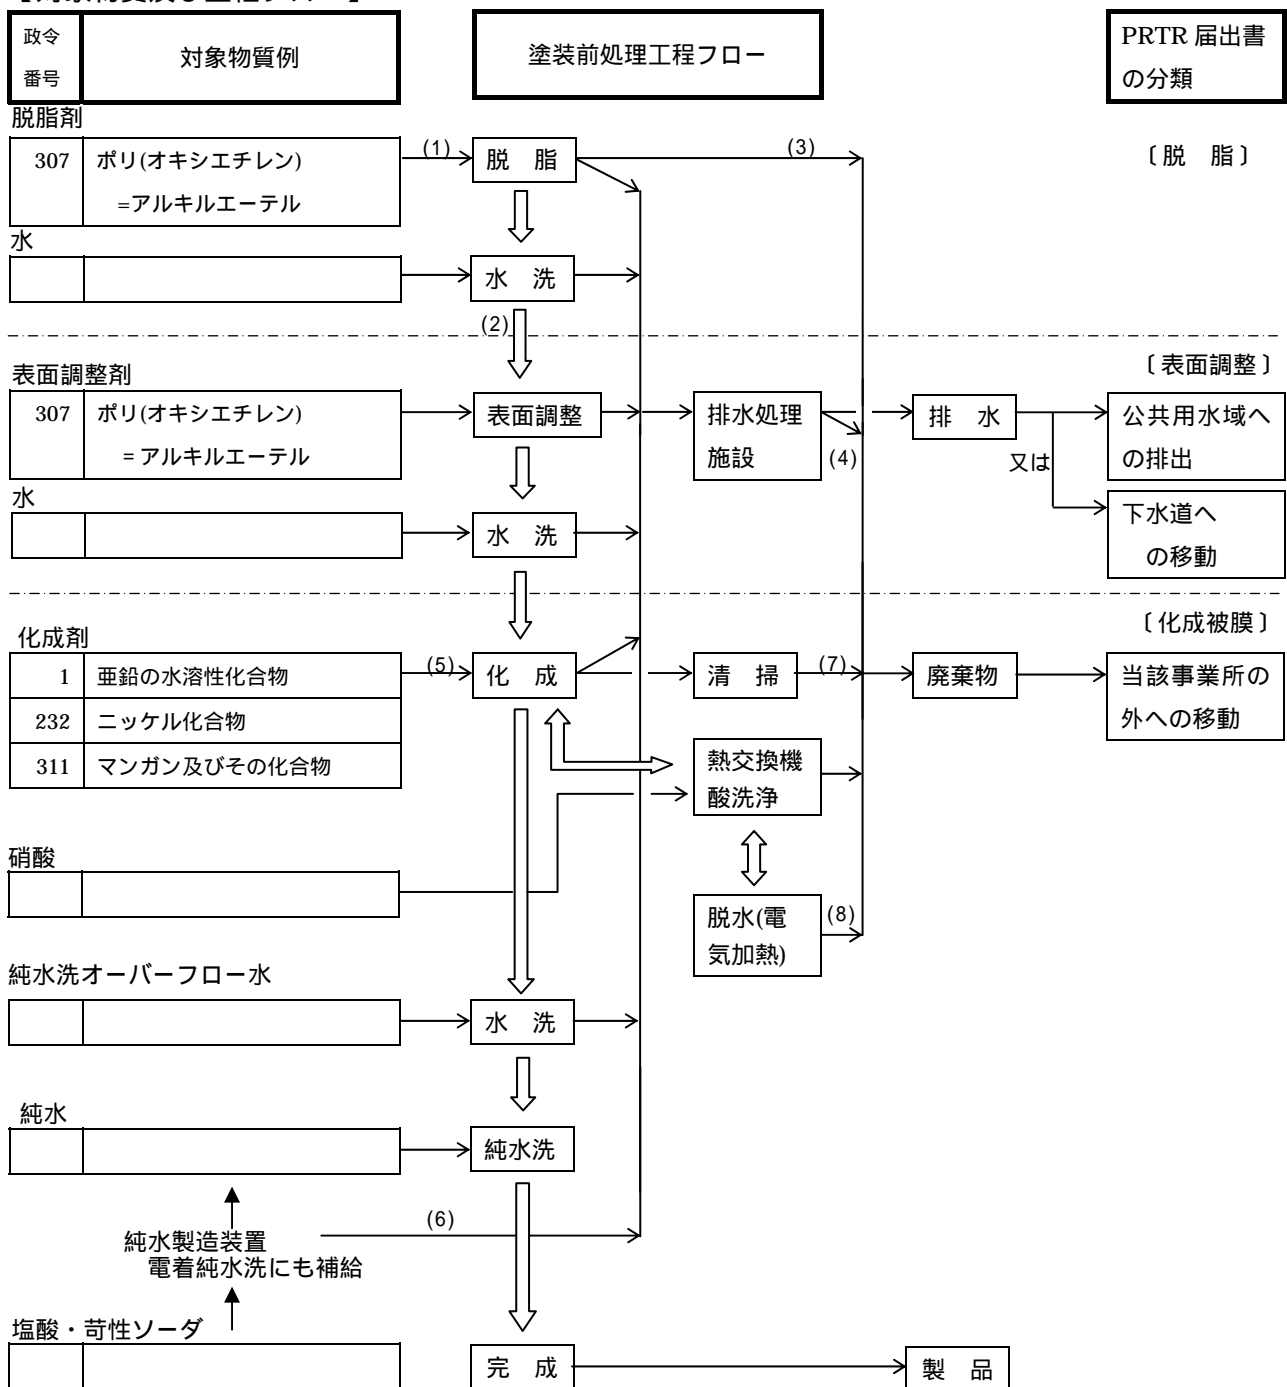 政令
番号
対象物質例
塗装前処理工程フロー
PRTR 届出書
の分類
脱脂剤
307 ポリ(オキシエチレン)
=アルキルエーテル
(1)
脱 脂
(3)
〔脱 脂〕
水
水 洗
(2)
〔表面調整〕
表面調整剤
307 ポリ(オキシエチレン)
=アルキルエーテル
表面調整
排水処理
施設
(4)
排 水
又は
公共用水域へ
の排出
水
水 洗
下水道へ
の移動
〔化成被膜〕
化成剤
1 亜鉛の水溶性化合物
232 ニッケル化合物
311 マンガン及びその化合物
(5)
化 成
清 掃
(7)
廃棄物
当該事業所の
外への移動
熱交換機
酸洗浄
硝酸
脱水(電
気加熱)
(8)
純水洗オーバーフロー水
水 洗
純水
純水洗
(6)
純水製造装置
電着純水洗にも補給
塩酸・苛性ソーダ
完 成
製 品